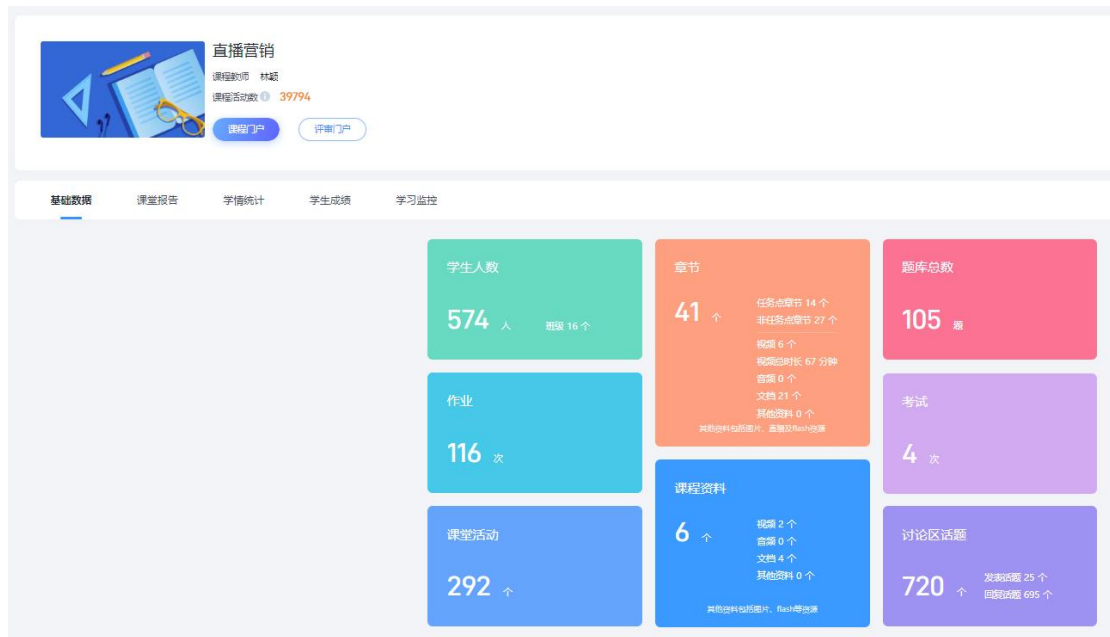 直播营销
课程教师 林颖
课程活动数 39794
课程门户 评审门户
基础数据 课堂报告 学情统计 学生成绩 学习监控
学生人数
574 人 班级 16 个
作业
116 次
课堂活动
292 个
章节
41 个
任务点章节 14 个
非任务点章节 27 个
视频 6 个
视频总时长 67 分钟
音频 0 个
文档 21 个
其他资料 0 个
其他资料包括图片、直播及flash资源
课程资料
6 个
视频 2 个
音频 0 个
文档 4 个
其他资料 0 个
其他资料包括图片、flash等资源
题库总数
105 题
考试
4 次
讨论区话题
720 个
发表话题 25 个
回复话题 695 个